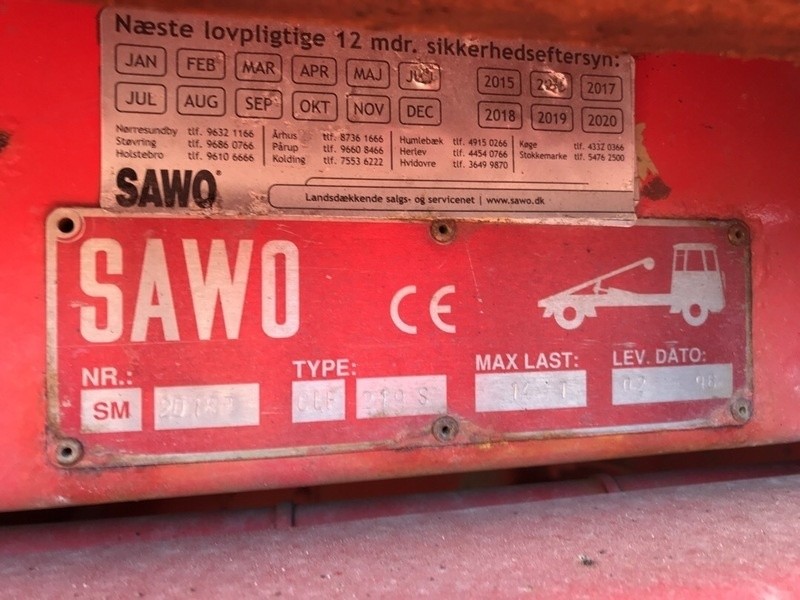 Næste lovpligtige 12 mdr. sikkerhedseftersyn:
JAN FEB MAR APR MAJ JUN 2015 2016 2017
JUL AUG SEP OKT NOV DEC 2018 2019 2020
Nørresundby tlf. 9632 1166 Århus tlf. 8736 1666 Humlebæk tlf. 4915 0266 Køge tlf. 4332 0366
Støvring tlf. 9686 0766 Pårup tlf. 9660 8466 Herlev tlf. 4454 0766 Stokkemarke tlf. 5476 2500
Holstebro tlf. 9610 6666 Kolding tlf. 7553 6222 Hvidovre tlf. 3649 9870
SAWO Landsdækkende salgs- og servicenet | www.sawo.dk
SAWO CE
NR.: TYPE: MAX LAST: LEV. DATO:
SM